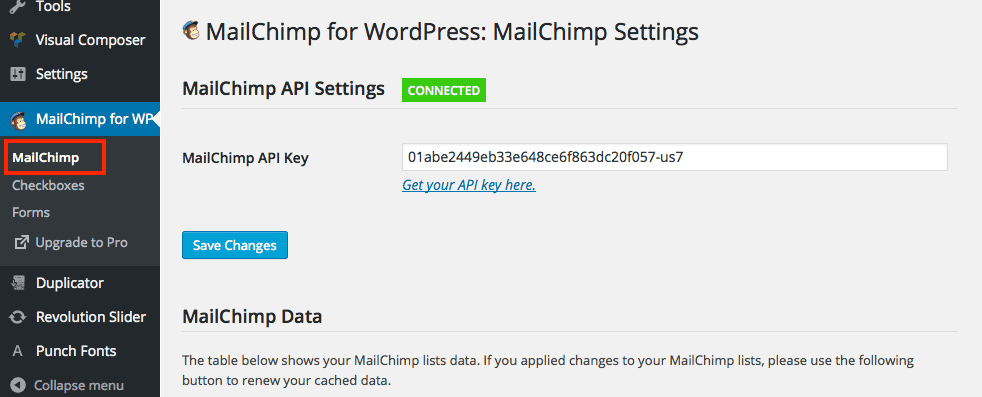 Tools
Visual Composer
Settings
MailChimp for WP
MailChimp
Checkboxes
Forms
Upgrade to Pro
Duplicator
Revolution Slider
A Punch Fonts
Collapse menu
MailChimp for WordPress: MailChimp Settings
MailChimp API Settings CONNECTED
MailChimp API Key 01abe2449eb33e648ce6f863dc20f057-us7
Get your API key here.
Save Changes
MailChimp Data
The table below shows your MailChimp lists data. If you applied changes to your MailChimp lists, please use the following
button to renew your cached data.